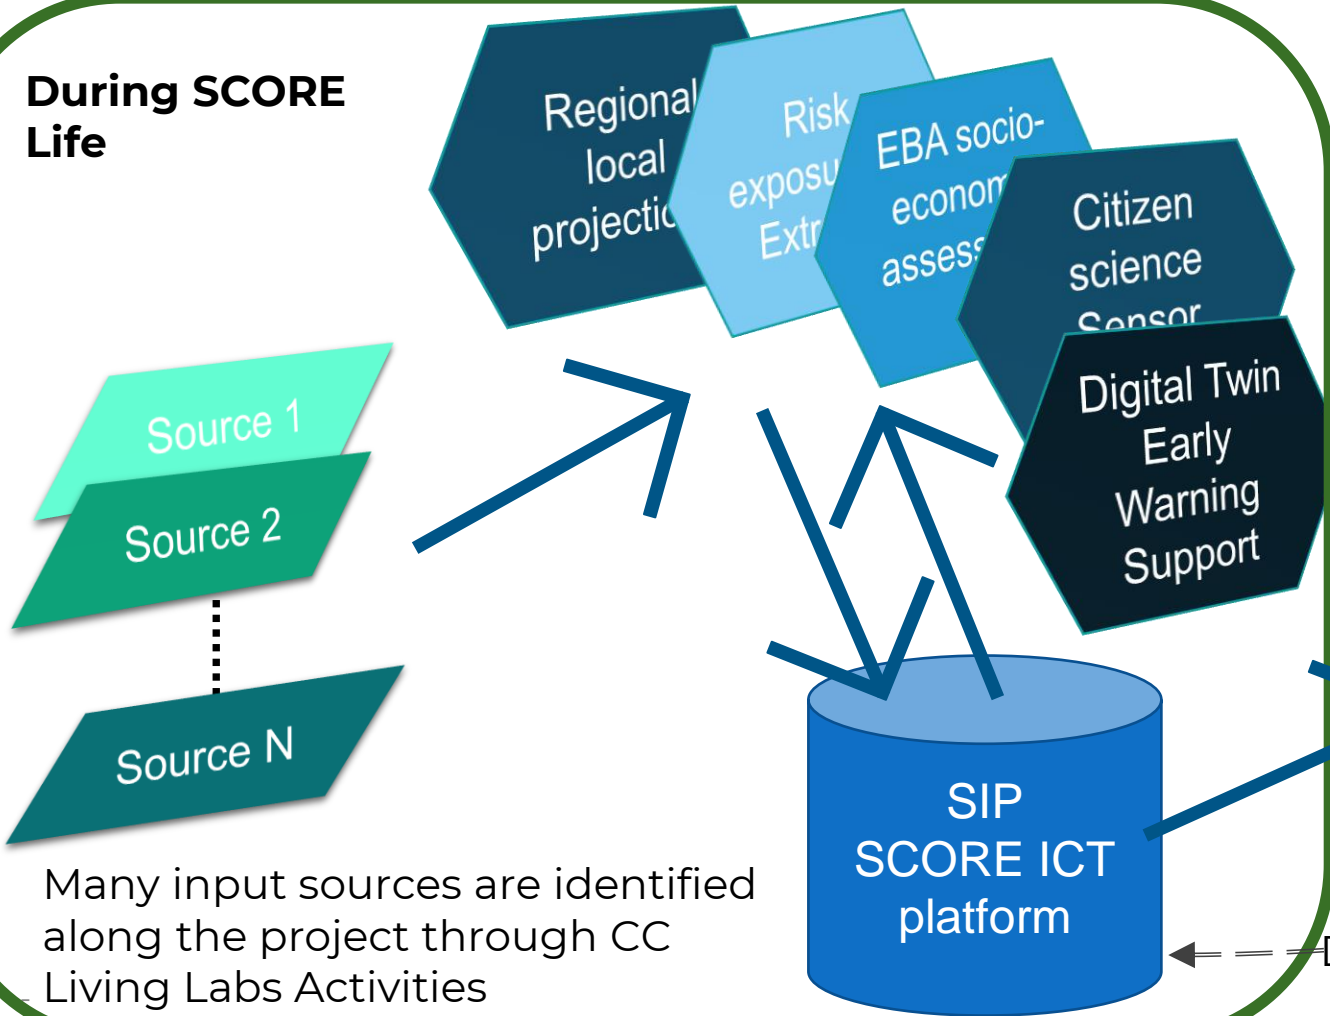 During SCORE
Life
Regional
local
Risk
EBA socio-
Citizen
science
Sensor
Digital Twin
Early
Warning
Support
Source 1
Source 2
Source N
SIP
SCORE ICT
platform
Many input sources are identified
along the project through CC
Living Labs Activities